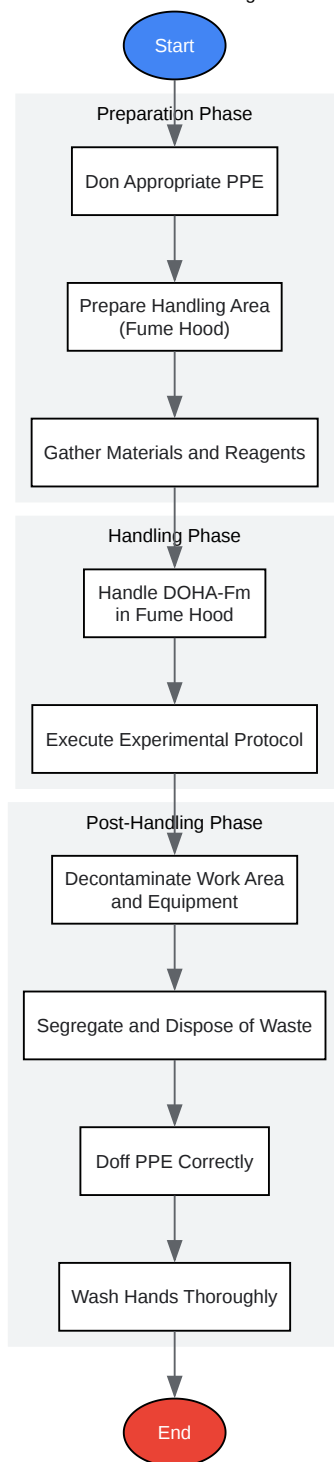 Start
Preparation Phase
Don Appropriate PPE
Prepare Handling Area
(Fume Hood)
Gather Materials and Reagents
Handling Phase
Handle DOHA-Fm
in Fume Hood
Execute Experimental Protocol
Post-Handling Phase
Decontaminate Work Area
and Equipment
Segregate and Dispose of Waste
Doff PPE Correctly
Wash Hands Thoroughly
End